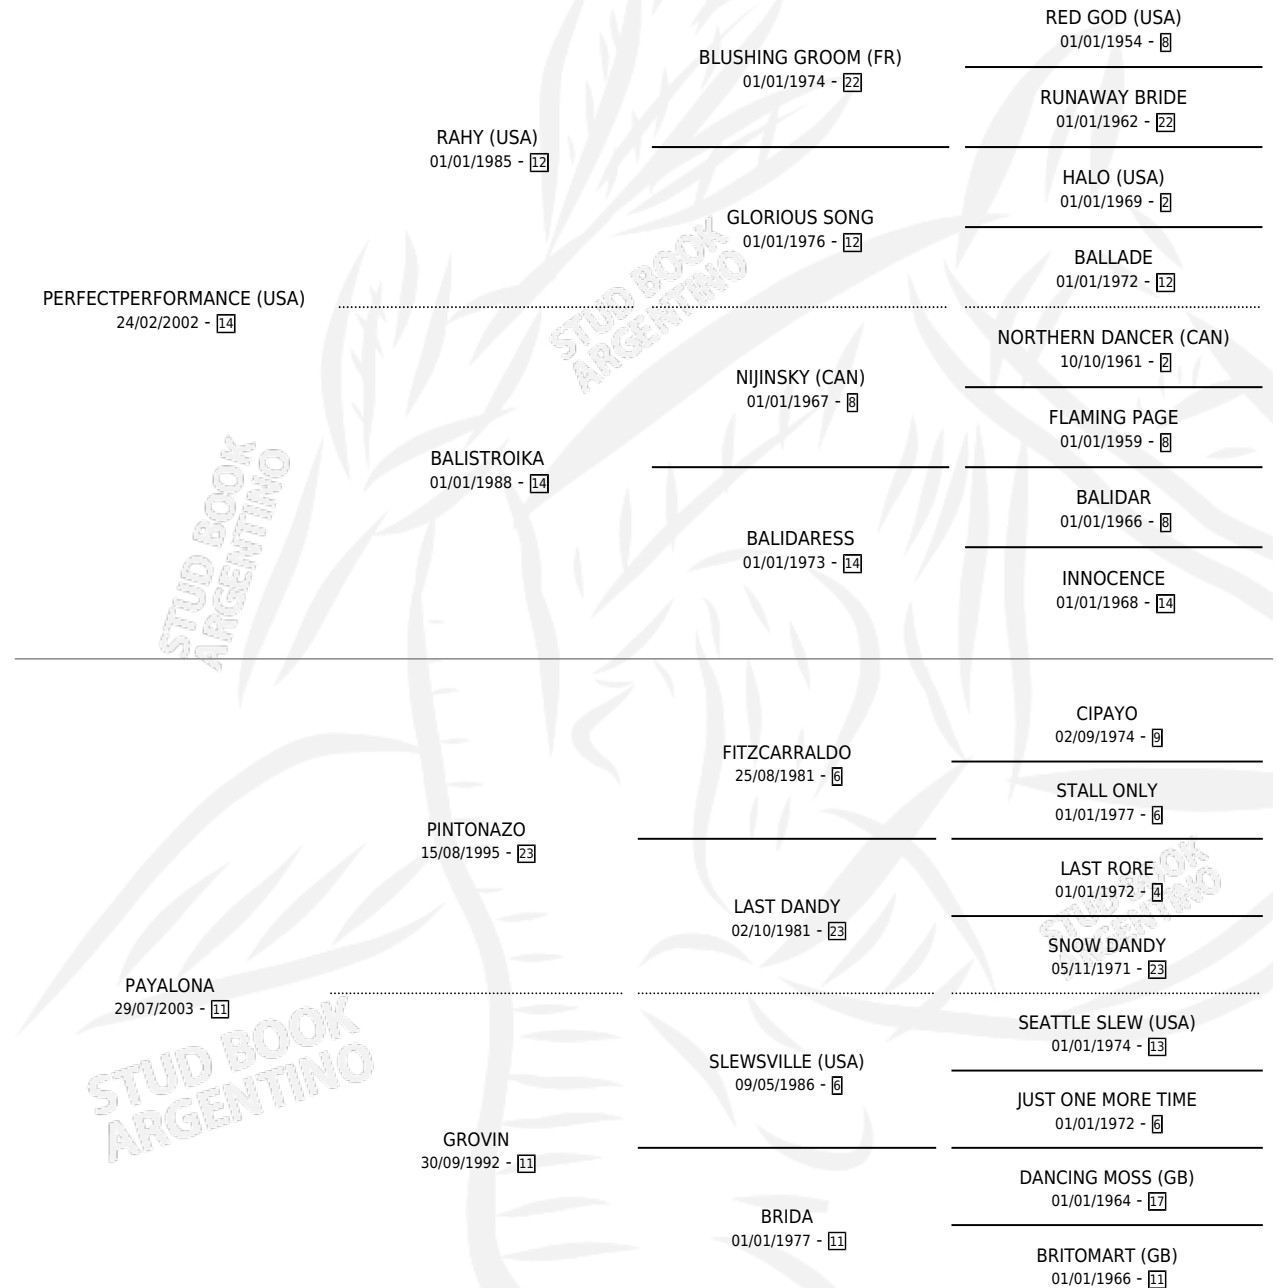 RED GOD (USA)
01/01/1954 - 8
BLUSHING GROOM (FR)
01/01/1974 - 22
RUNAWAY BRIDE
01/01/1962 - 22
RAHY (USA)
01/01/1985 - 12
HALO (USA)
01/01/1969 - 2
GLORIOUS SONG
01/01/1976 - 12
BALLADE
01/01/1972 - 12
PERFECTPERFORMANCE (USA)
24/02/2002 - 14
NORTHERN DANCER (CAN)
10/10/1961 - 2
NIJINSKY (CAN)
01/01/1967 - 8
FLAMING PAGE
01/01/1959 - 8
BALISTROIKA
01/01/1988 - 14
BALIDAR
01/01/1966 - 8
BALIDARESS
01/01/1973 - 14
INNOCENCE
01/01/1968 - 14
CIPAYO
02/09/1974 - 9
FITZCARRALDO
25/08/1981 - 6
STALL ONLY
01/01/1977 - 6
PINTONAZO
15/08/1995 - 23
LAST RORE
01/01/1972 - 4
LAST DANDY
02/10/1981 - 23
SNOW DANDY
05/11/1971 - 23
PAYALONA
29/07/2003 - 11
SEATTLE SLEW (USA)
01/01/1974 - 13
SLEWSVILLE (USA)
09/05/1986 - 6
JUST ONE MORE TIME
01/01/1972 - 6
GROVIN
30/09/1992 - 11
DANCING MOSS (GB)
01/01/1964 - 17
BRIDA
01/01/1977 - 11
BRITOMART (GB)
01/01/1966 - 11
STUD BOOK
ARGENTINO
STUD BOOK
ARGENTINO
STUD BOOK
ARGENTINO
STUD BOOK
ARGENTINO